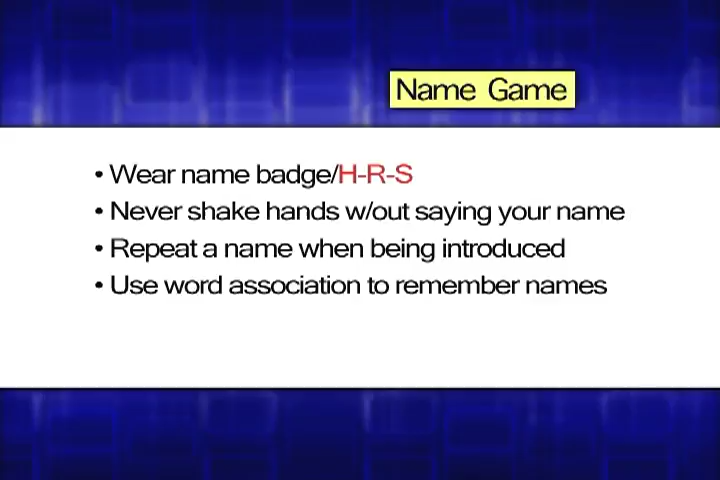 Name Game
• Wear name badge/H-R-S
• Never shake hands w/out saying your name
• Repeat a name when being introduced
• Use word association to remember names